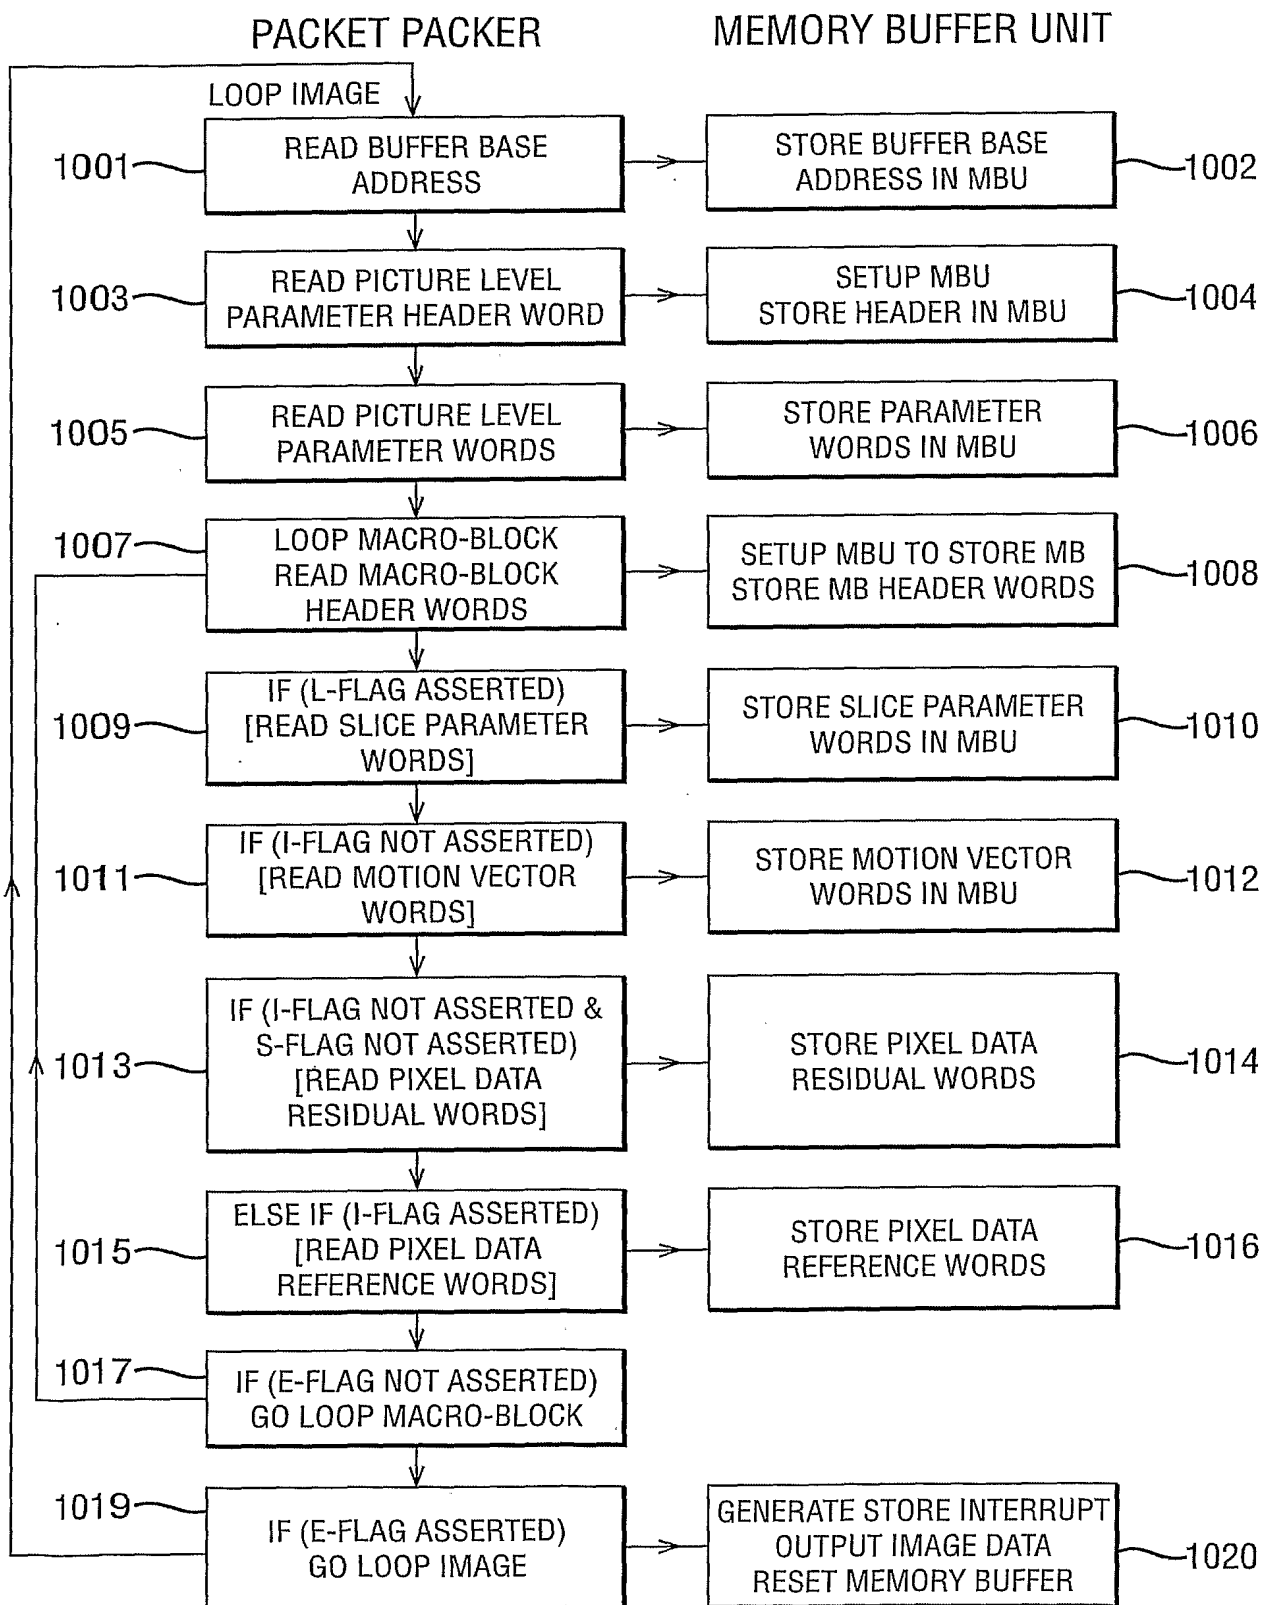 PACKET PACKER
MEMORY BUFFER UNIT
LOOP IMAGE
1001
READ BUFFER BASE
ADDRESS
STORE BUFFER BASE
ADDRESS IN MBU
1002
1003
READ PICTURE LEVEL
PARAMETER HEADER WORD
SETUP MBU
STORE HEADER IN MBU
1004
1005
READ PICTURE LEVEL
PARAMETER WORDS
STORE PARAMETER
WORDS IN MBU
1006
1007
LOOP MACRO-BLOCK
READ MACRO-BLOCK
HEADER WORDS
SETUP MBU TO STORE MB
STORE MB HEADER WORDS
1008
1009
IF (L-FLAG ASSERTED)
[READ SLICE PARAMETER
WORDS]
STORE SLICE PARAMETER
WORDS IN MBU
1010
1011
IF (I-FLAG NOT ASSERTED)
[READ MOTION VECTOR
WORDS]
STORE MOTION VECTOR
WORDS IN MBU
1012
1013
IF (I-FLAG NOT ASSERTED &
S-FLAG NOT ASSERTED)
[READ PIXEL DATA
RESIDUAL WORDS]
STORE PIXEL DATA
RESIDUAL WORDS
1014
1015
ELSE IF (I-FLAG ASSERTED)
[READ PIXEL DATA
REFERENCE WORDS]
STORE PIXEL DATA
REFERENCE WORDS
1016
1017
IF (E-FLAG NOT ASSERTED)
GO LOOP MACRO-BLOCK
1019
IF (E-FLAG ASSERTED)
GO LOOP IMAGE
GENERATE STORE INTERRUPT
OUTPUT IMAGE DATA
RESET MEMORY BUFFER
1020